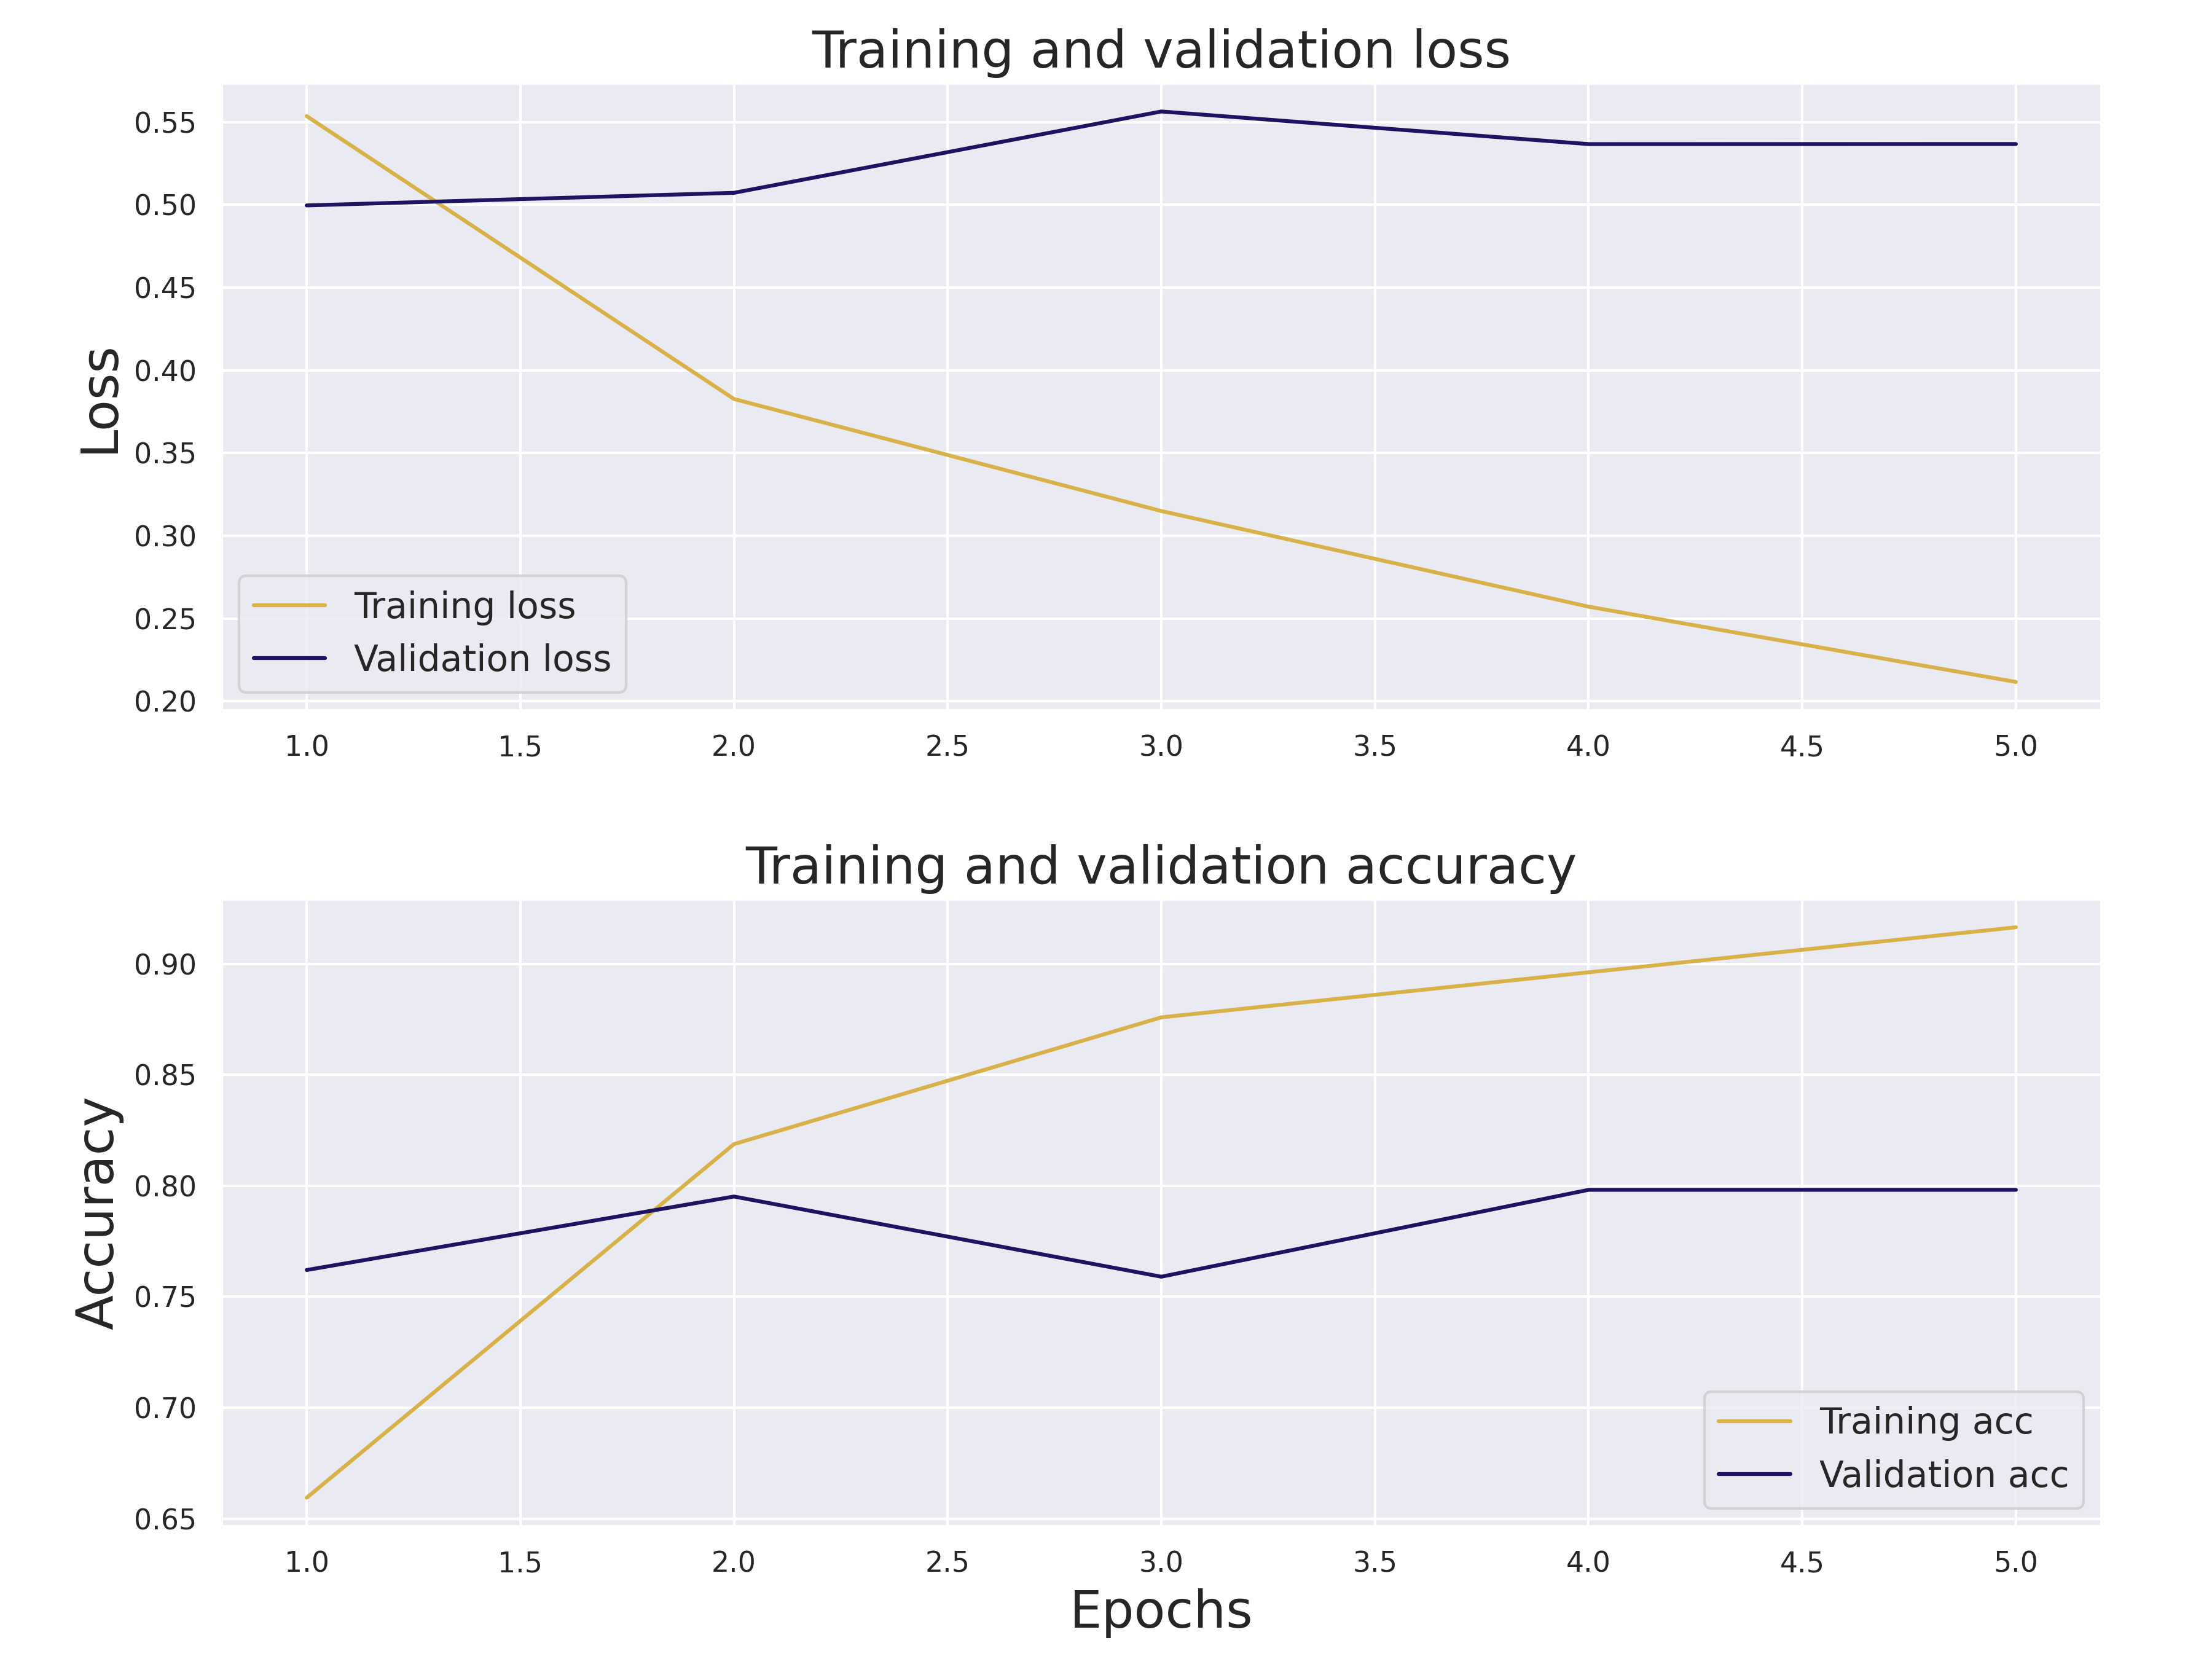 Training and validation loss
0.55
0.50
0.45
0.40
0.35
0.30
0.25
0.20
Loss
Training loss
Validation loss
1.0 1.5 2.0 2.5 3.0 3.5 4.0 4.5 5.0
Training and validation accuracy
0.90
0.85
0.80
0.75
0.70
0.65
Accuracy
Training acc
Validation acc
1.0 1.5 2.0 2.5 3.0 3.5 4.0 4.5 5.0
Epochs